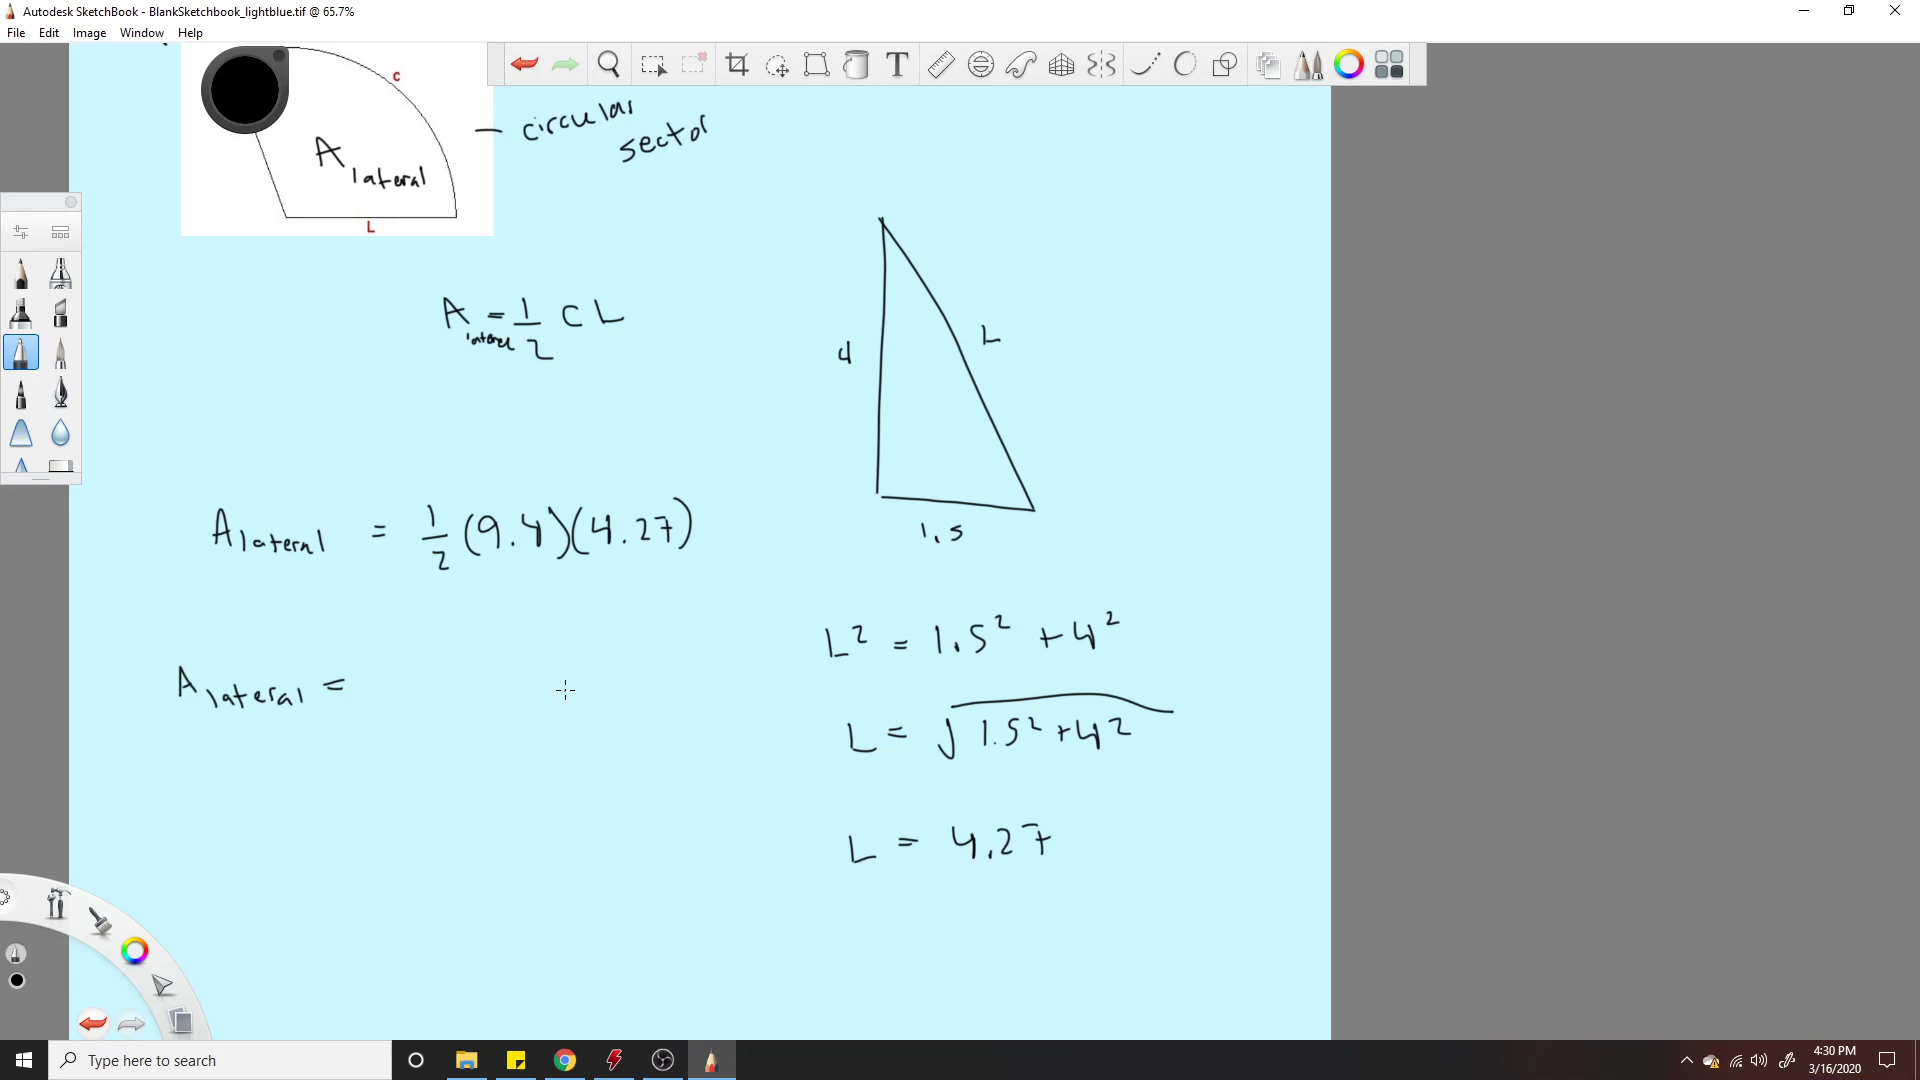 Autodesk SketchBook - BlankSketchbook_lightblue.tif @ 65.7%
File Edit Image Window Help
c
circular
sector
A lateral
L
A lateral = 1/2 C L
4
L
1.5
A lateral = 1/2 (9.4)(4.27)
L² = 1.5² + 4²
A lateral =
L = √1.5² + 4²
L = 4.27
Type here to search
4:30 PM
3/16/2020